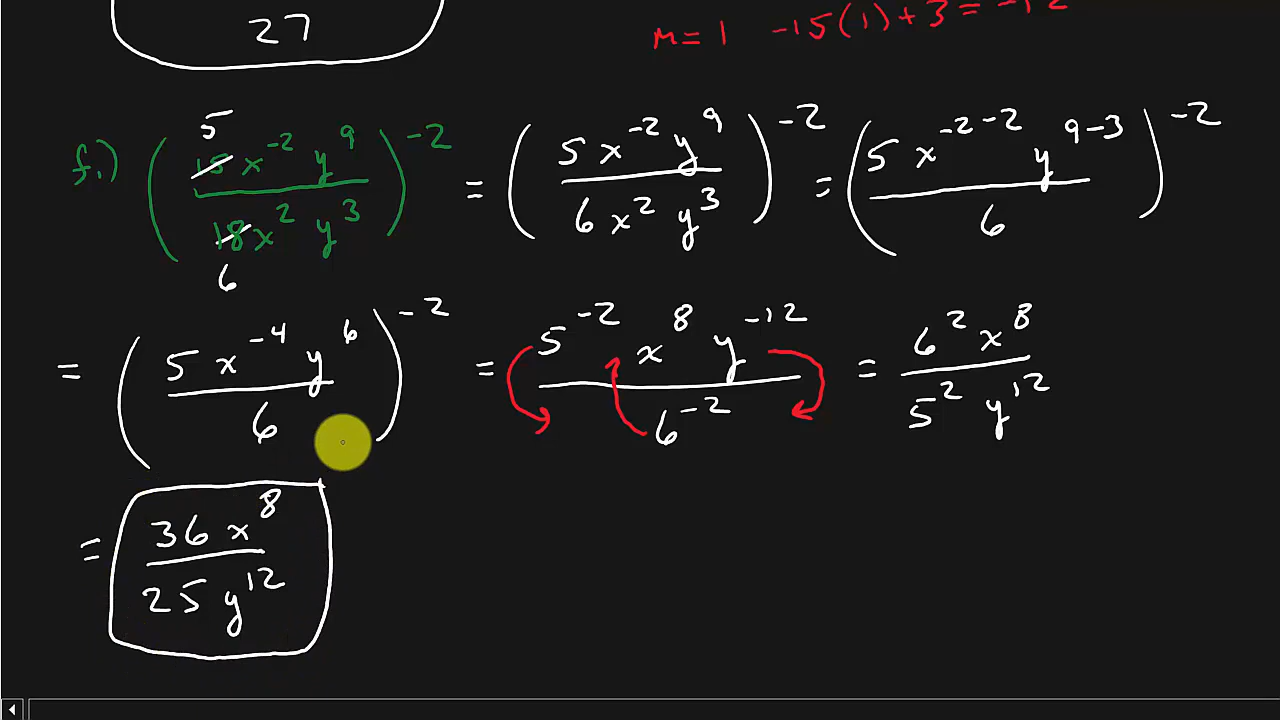 27
m = 1 -15(1) + 3 = -12
f.) (15x^-2 y^9 / 18x^2 y^3)^-2 5 6 = (5x^-2 y^9 / 6x^2 y^3)^-2 = (5x^-2-2 y^9-3 / 6)^-2
= (5x^-4 y^6 / 6)^-2 = 5^-2 x^8 y^-12 / 6^-2 = 6^2 x^8 / 5^2 y^12
= 36x^8 / 25y^12